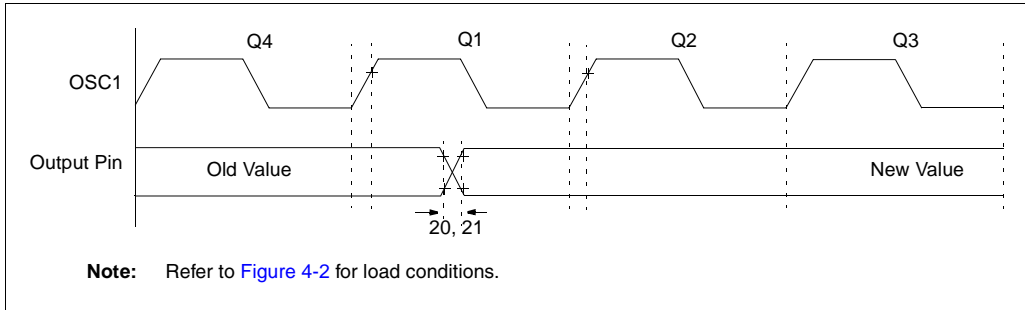 Q4 Q1 Q2 Q3
OSC1
Output Pin Old Value New Value
20, 21
Note: Refer to Figure 4-2 for load conditions.